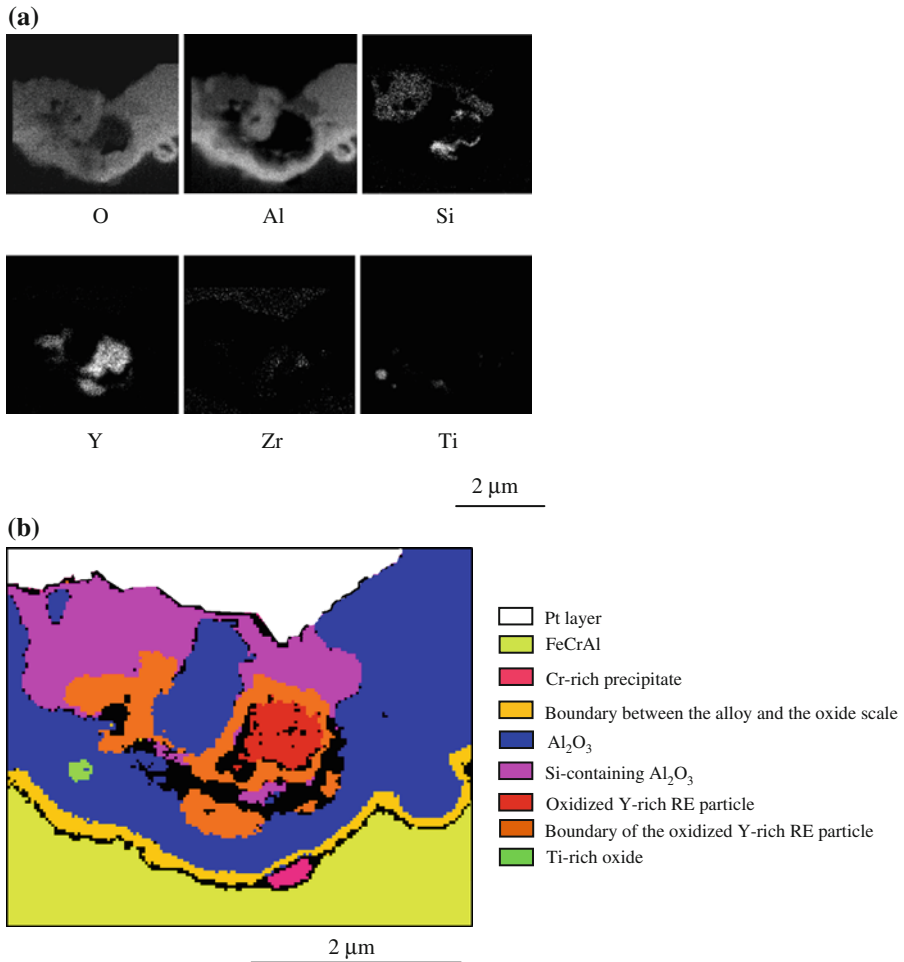 (a)
O Al Si
Y Zr Ti
2 µm
(b)
Pt layer
FeCrAl
Cr-rich precipitate
Boundary between the alloy and the oxide scale
Al₂O₃
Si-containing Al₂O₃
Oxidized Y-rich RE particle
Boundary of the oxidized Y-rich RE particle
Ti-rich oxide
2 µm